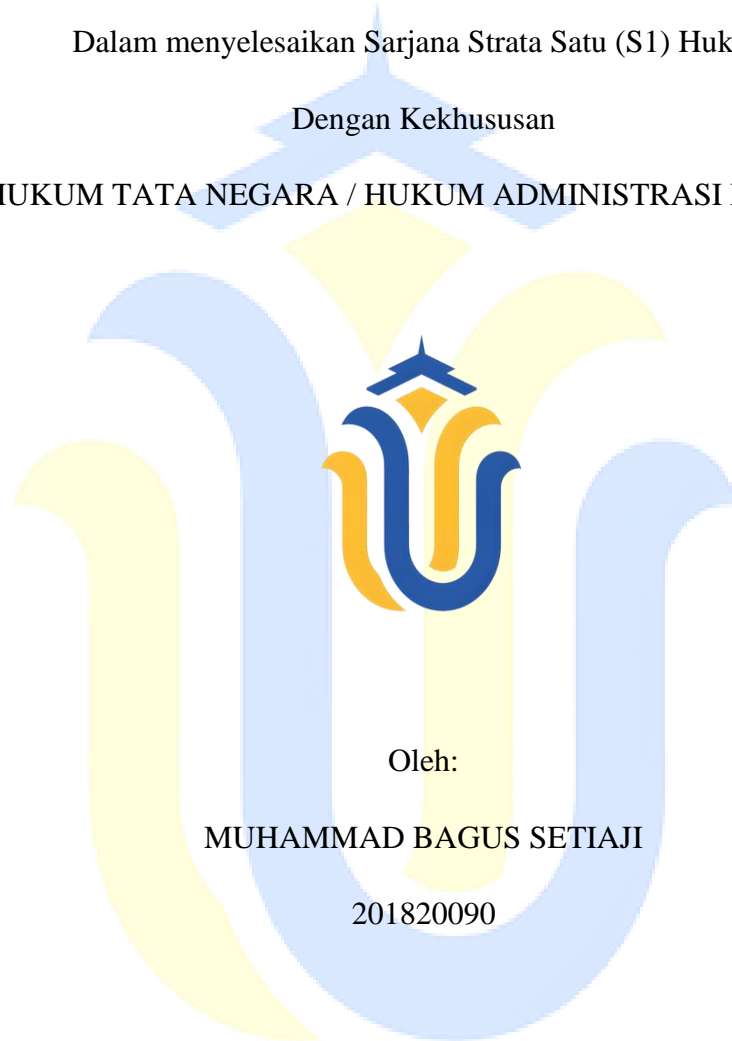 Dalam menyelesaikan Sarjana Strata Satu (S1) Huk
Dengan Kekhususan
HUKUM TATA NEGARA / HUKUM ADMINISTRASI
Oleh:
MUHAMMAD BAGUS SETIAJI
201820090